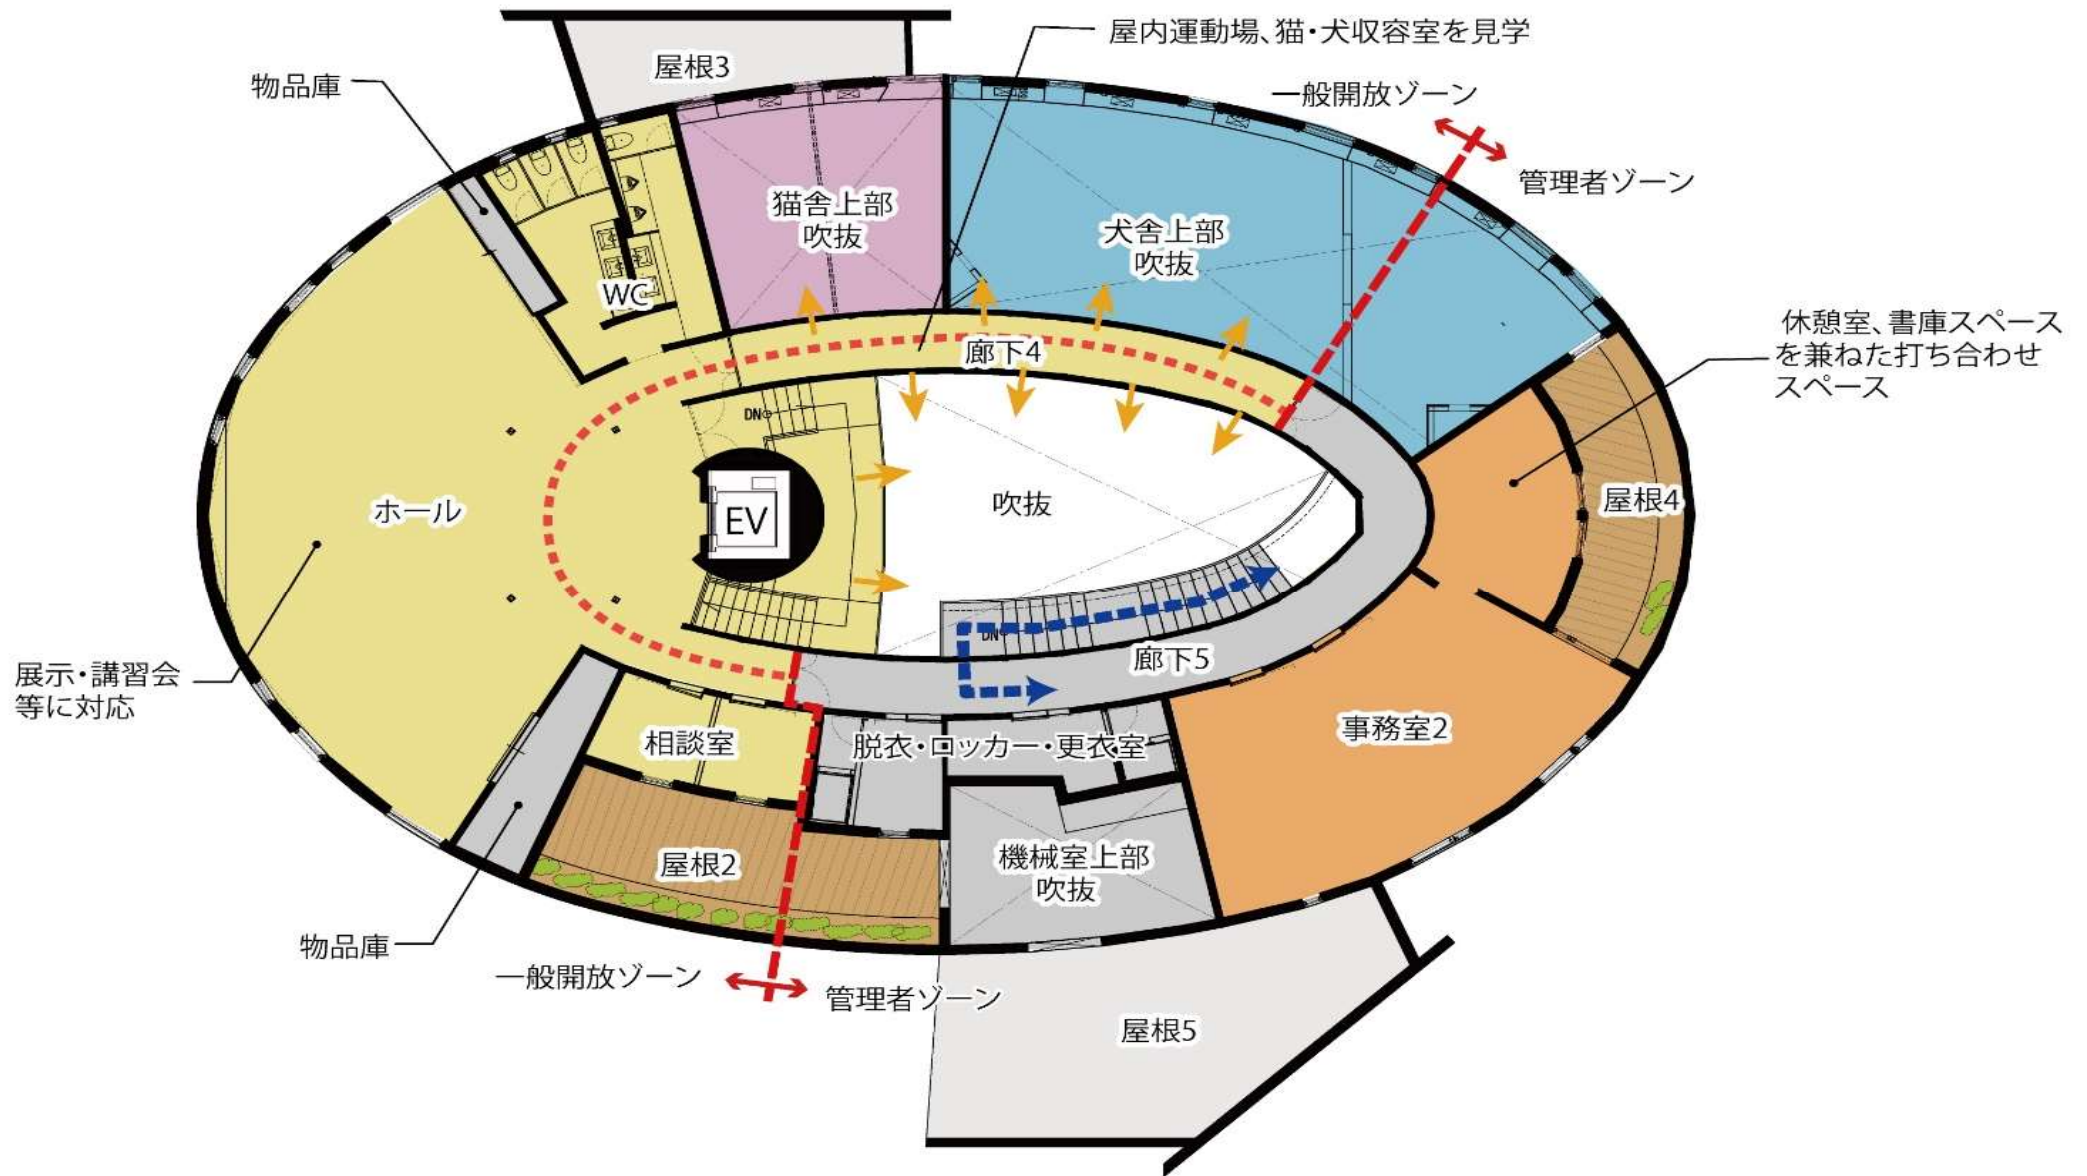 屋内運動場、猫・犬収容室を見学
屋根3
物品庫
一般開放ゾーン
管理者ゾーン
猫舎上部
吹抜
犬舎上部
吹抜
WC
休憩室、書庫スペース
を兼ねた打ち合わせ
スペース
廊下4
DN
ホール
EV
吹抜
屋根4
DN
廊下5
展示・講習会
等に対応
相談室
脱衣・ロッカー・更衣室
事務室2
屋根2
機械室上部
吹抜
物品庫
一般開放ゾーン
管理者ゾーン
屋根5